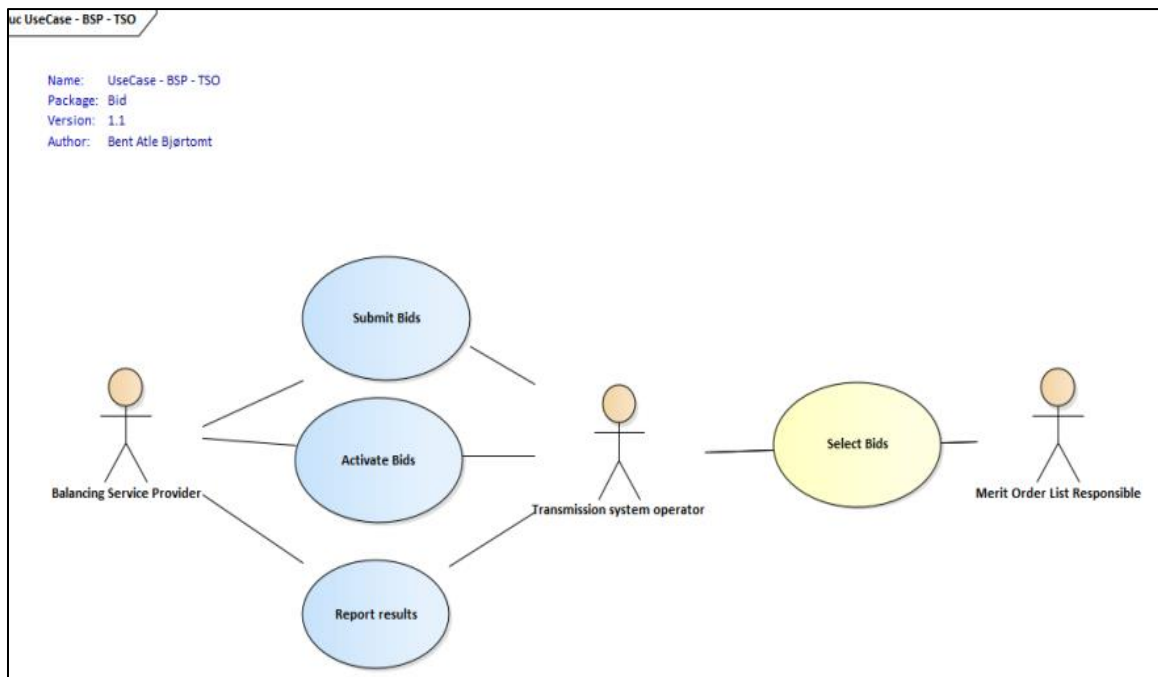 uc UseCase - BSP - TSO
Name: UseCase - BSP - TSO
Package: Bid
Version: 1.1
Author: Bent Atle Bjørtomt
Submit Bids
Activate Bids
Select Bids
Balancing Service Provider
Transmission system operator
Merit Order List Responsible
Report results